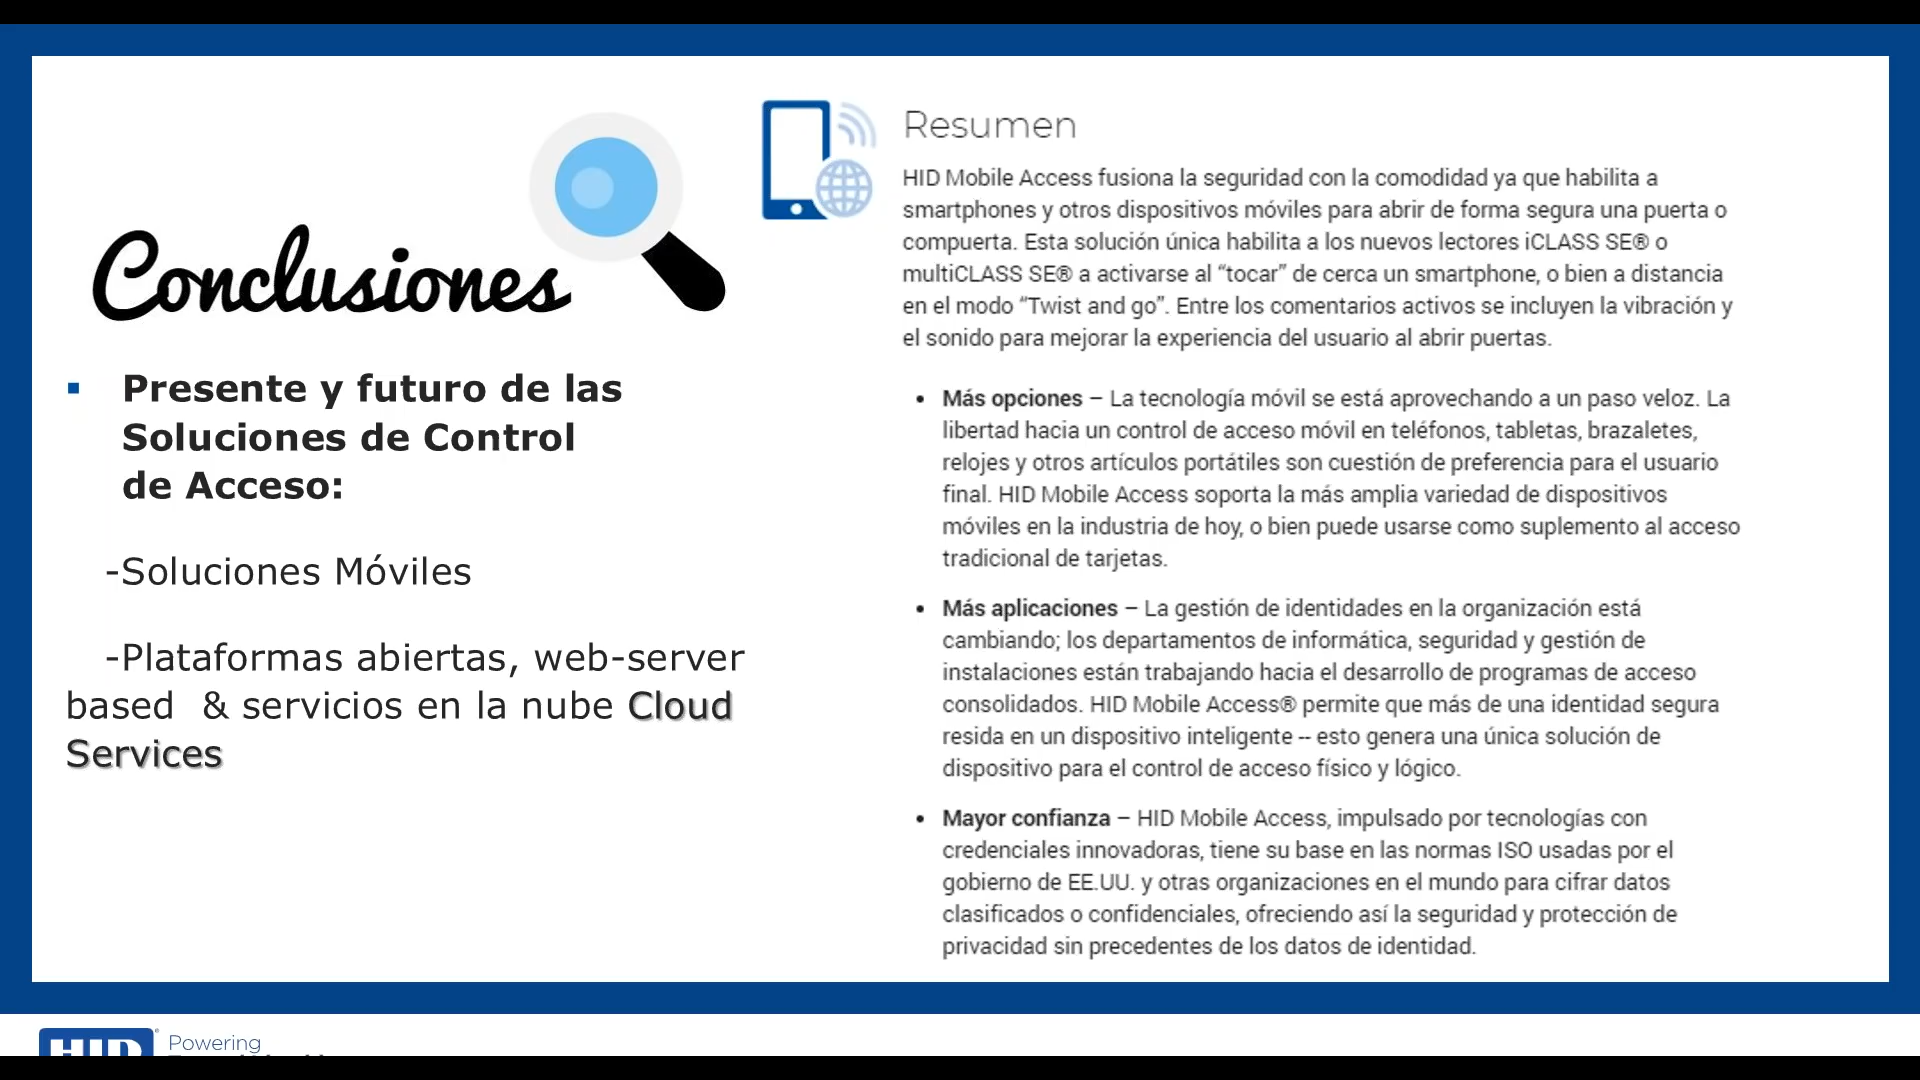 Conclusiones
Presente y futuro de las
Soluciones de Control
de Acceso:
-Soluciones Móviles
-Plataformas abiertas, web-server
based & servicios en la nube Cloud
Services
Resumen
HID Mobile Access fusiona la seguridad con la comodidad ya que habilita a
smartphones y otros dispositivos móviles para abrir de forma segura una puerta o
compuerta. Esta solución única habilita a los nuevos lectores iCLASS SE® o
multiCLASS SE® a activarse al “tocar” de cerca un smartphone, o bien a distancia
en el modo “Twist and go”. Entre los comentarios activos se incluyen la vibración y
el sonido para mejorar la experiencia del usuario al abrir puertas.
• Más opciones – La tecnología móvil se está aprovechando a un paso veloz. La
libertad hacia un control de acceso móvil en teléfonos, tabletas, brazaletes,
relojes y otros artículos portátiles son cuestión de preferencia para el usuario
final. HID Mobile Access soporta la más amplia variedad de dispositivos
móviles en la industria de hoy, o bien puede usarse como suplemento al acceso
tradicional de tarjetas.
• Más aplicaciones – La gestión de identidades en la organización está
cambiando; los departamentos de informática, seguridad y gestión de
instalaciones están trabajando hacia el desarrollo de programas de acceso
consolidados. HID Mobile Access® permite que más de una identidad segura
resida en un dispositivo inteligente -- esto genera una única solución de
dispositivo para el control de acceso físico y lógico.
• Mayor confianza – HID Mobile Access, impulsado por tecnologías con
credenciales innovadoras, tiene su base en las normas ISO usadas por el
gobierno de EE.UU. y otras organizaciones en el mundo para cifrar datos
clasificados o confidenciales, ofreciendo así la seguridad y protección de
privacidad sin precedentes de los datos de identidad.
HID Powering